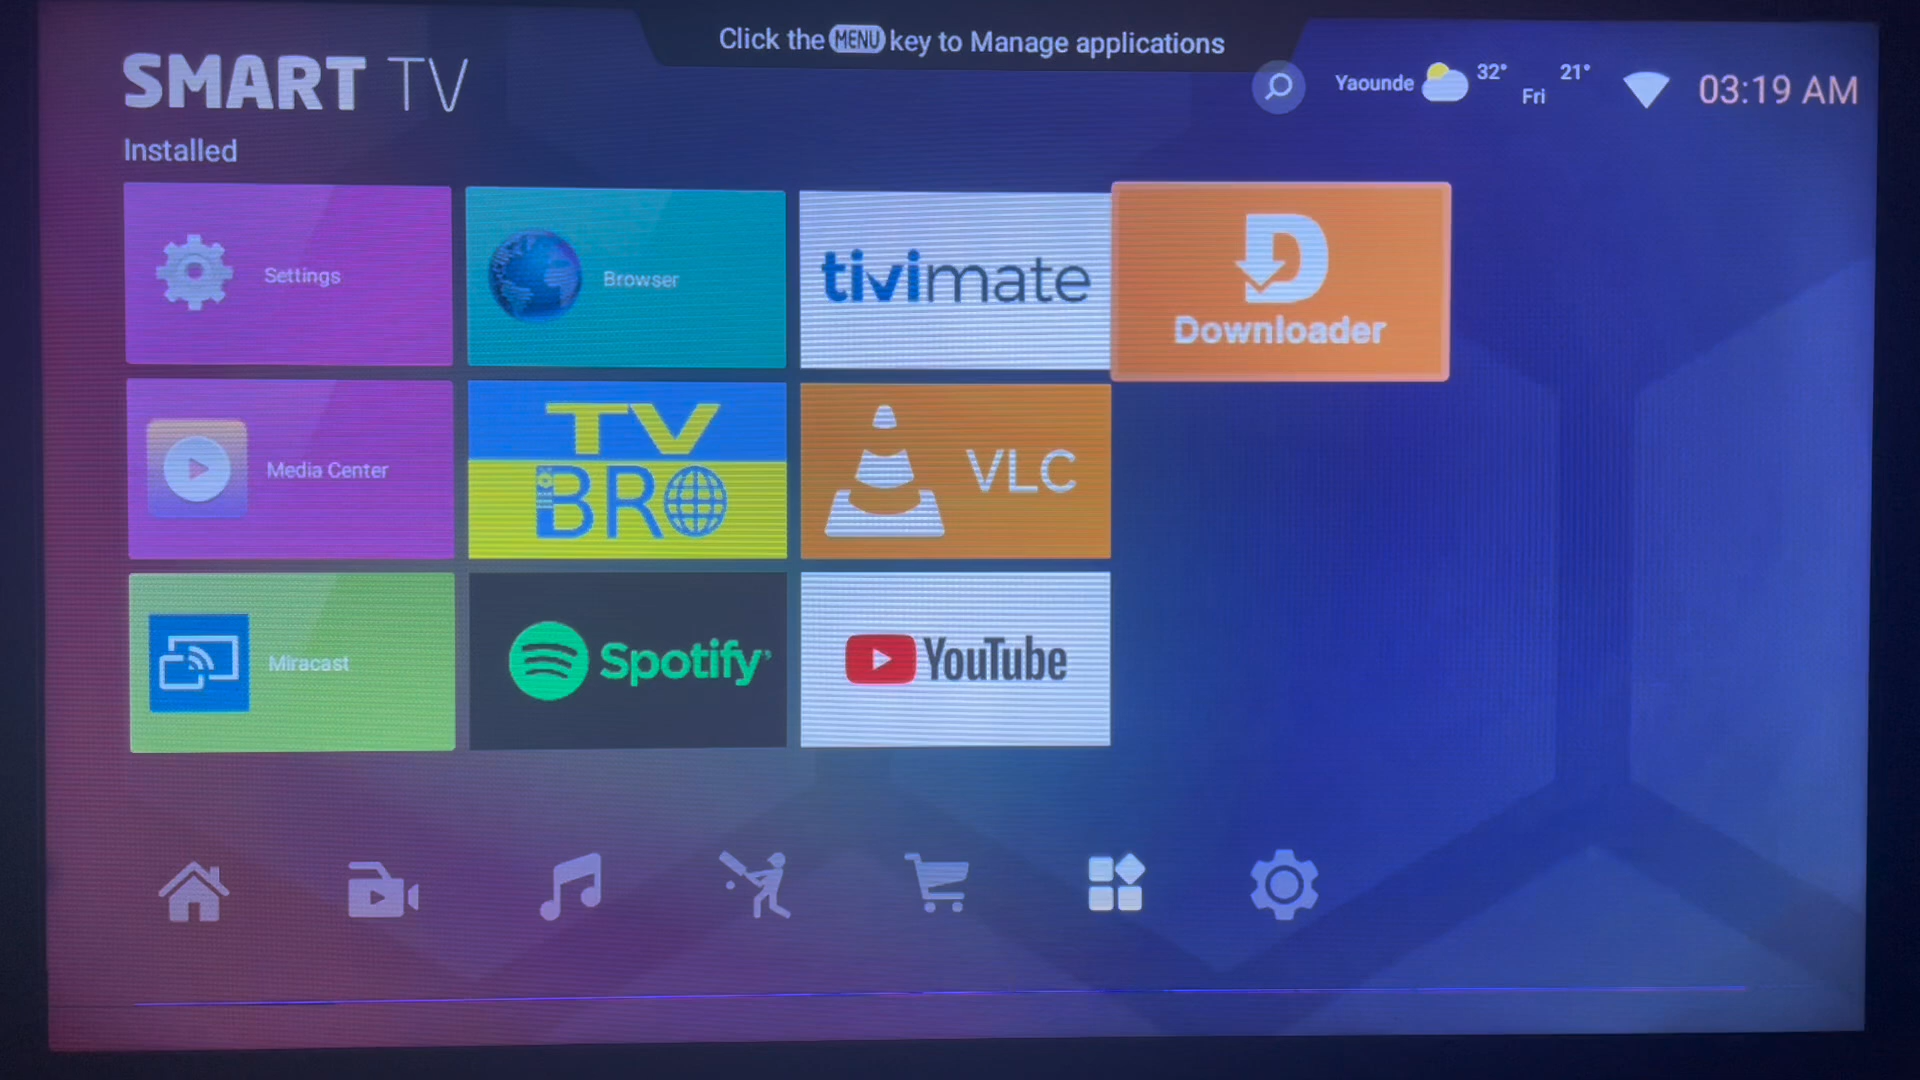 Click the MENU key to Manage applications
SMART TV
Yaounde 32° Fri 21° 03:19 AM
Installed
Settings
Browser
tivimate
D
Downloader
Media Center
TV
BRO
VLC
Miracast
Spotify
YouTube